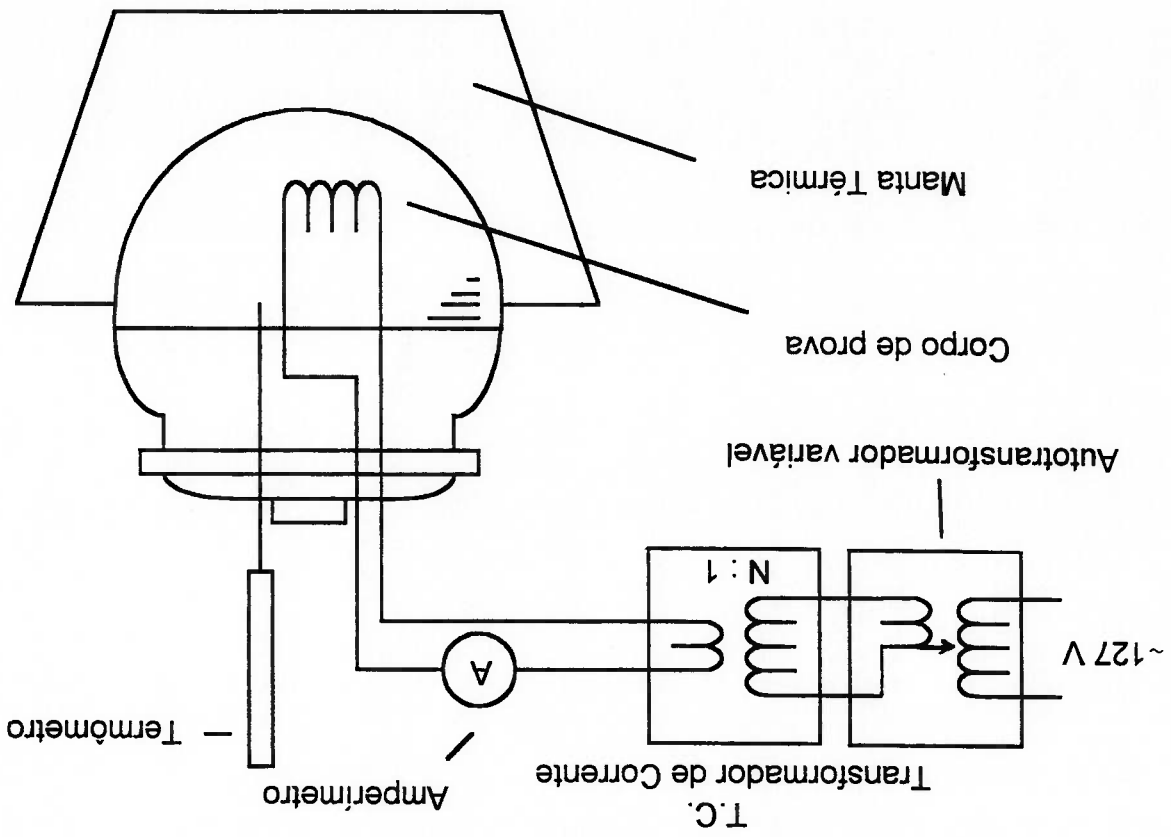 T.C.
Transformador de Corrente
~127 V
N : 1
Autotransformador variável
Amperímetro
A
Termômetro
Corpo de prova
Manta Térmica